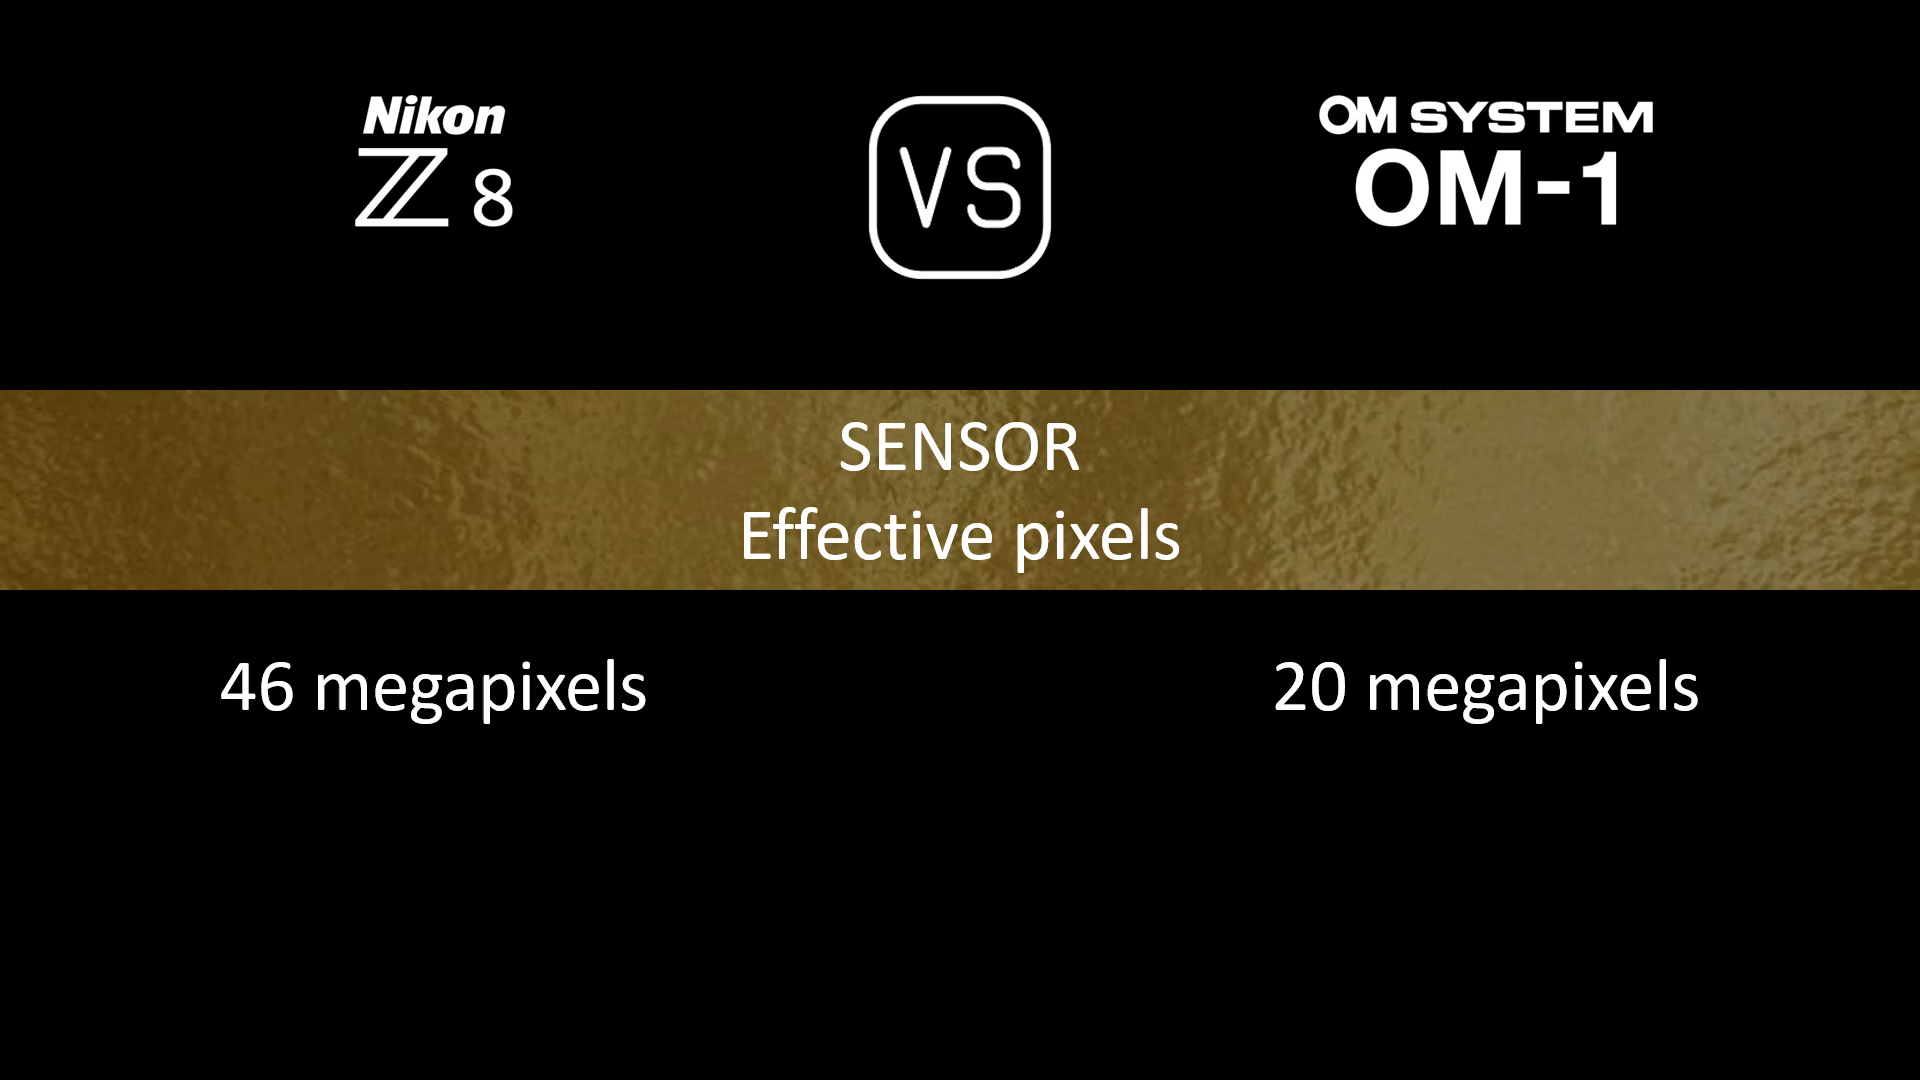 Nikon
Z 8
VS
OM SYSTEM
OM-1
SENSOR
Effective pixels
46 megapixels
20 megapixels